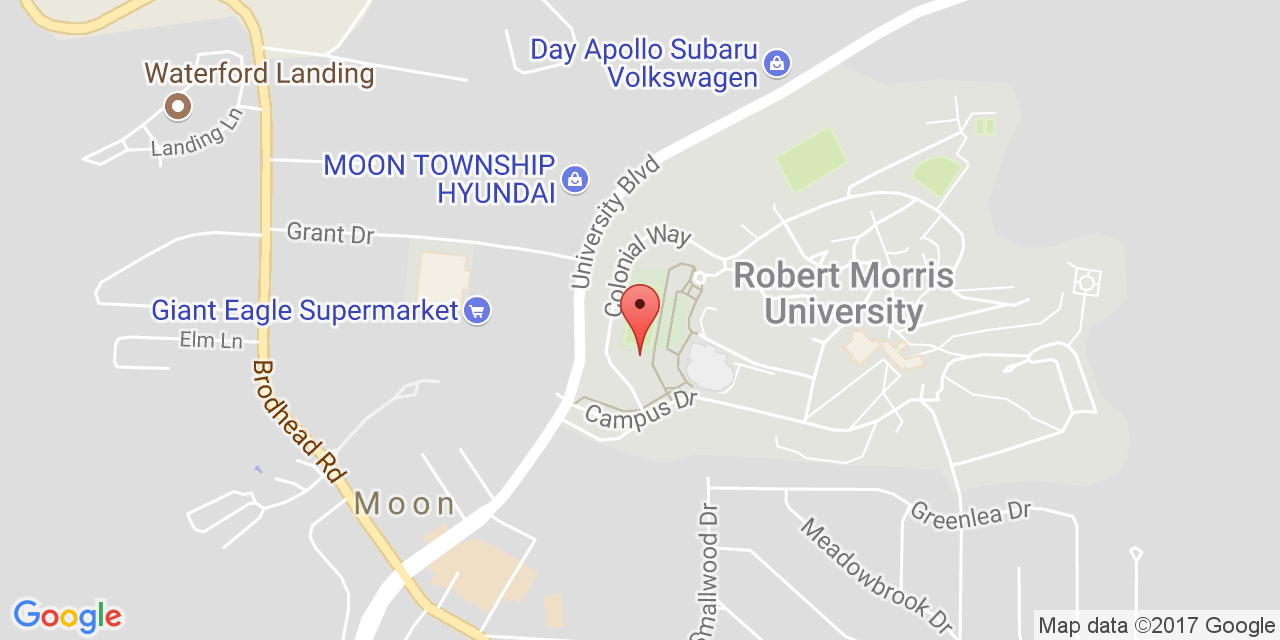 Day Apollo Subaru
Volkswagen
Waterford Landing
Landing Ln
MOON TOWNSHIP
HYUNDAI
University Blvd
Grant Dr
Colonial Way
Robert Morris
University
Giant Eagle Supermarket
Elm Ln
Brodhead Rd
Campus Dr
Moon
Greenlea Dr
Smallwood Dr
Meadowbrook Dr
Google
Map data ©2017 Google